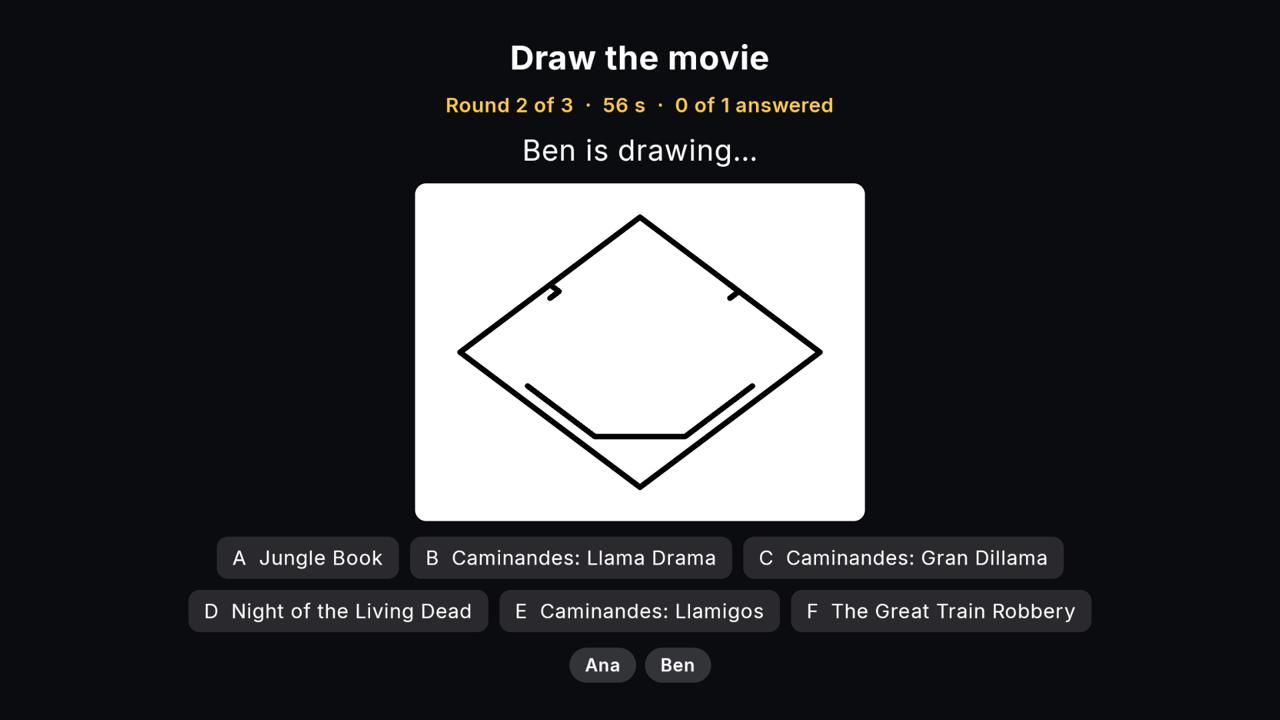 Draw the movie
Round 2 of 3 · 56 s · 0 of 1 answered
Ben is drawing...
A Jungle Book
B Caminandes: Llama Drama
C Caminandes: Gran Dillama
D Night of the Living Dead
E Caminandes: Llamigos
F The Great Train Robbery
Ana
Ben